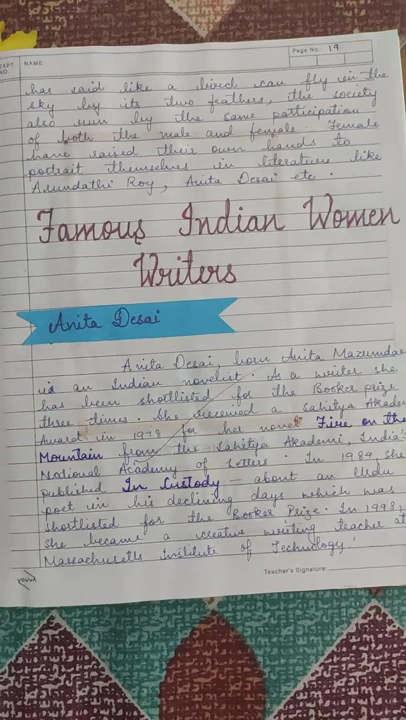 EXPT
NO.
NAME:
Page No. 19
has said like a bird can fly in the
sky by its two feathers, the society
also run by the same participation
of both the male and female. Female
have raised their own hands to
potrait themselves in literature like
Arundathi Roy, Anita Desai etc.
Famous Indian Women
Writers
Anita Desai
Anita Desai, born Anita Mazumdar
is an Indian novelist. As a writer she
has been shortlisted for the Booker prize
three times. She received a Sahitya Akade
Award in 1978 for her novel Fire on the
Mountain from the Sahitya Akademi, India's
National Academy of Letters. In 1984 she
published In Custody – about an Urdu
poet in his declining days which was
shortlisted for the Booker Prize. In 1993,
she became a creative writing teacher at
Massachusetts Institute of Technology.
Teacher's Signature: